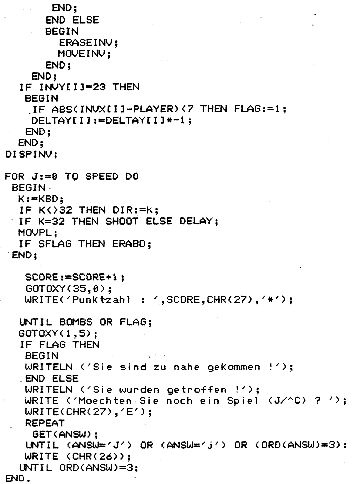 END;
END ELSE
BEGIN
ERASEINV;
MOVEINV;
END;
END;
IF INVY[I]=23 THEN
BEGIN
IF ABS(INVX[I]-PLAYER)<7 THEN FLAG:=1;
DELTAY[I]:=DELTAY[I]*-1;
END;
END;
DISPINV;
FOR J:=0 TO SPEED DO
BEGIN
K:=KBD;
IF K<>32 THEN DIR:=k;
IF K=32 THEN SHOOT ELSE DELAY;
MOVPL;
IF SFLAG THEN ERABO;
END;
SCORE:=SCORE+1;
GOTOXY(35,0);
WRITE('Punktzahl : ',SCORE,CHR(27),'*');
UNTIL BOMBS OR FLAG;
GOTOXY(1,5);
IF FLAG THEN
BEGIN
WRITELN ('Sie sind zu nahe gekommen !');
END ELSE
WRITELN ('Sie wurden getroffen !');
WRITE ('Moechten Sie noch ein Spiel (J/^C) ? ');
WRITE(CHR(27),'E');
REPEAT
GET(ANSW);
UNTIL (ANSW='J') OR (ANSW='j') OR (ORD(ANSW)=3);
WRITE (CHR(26));
UNTIL ORD(ANSW)=3;
END.